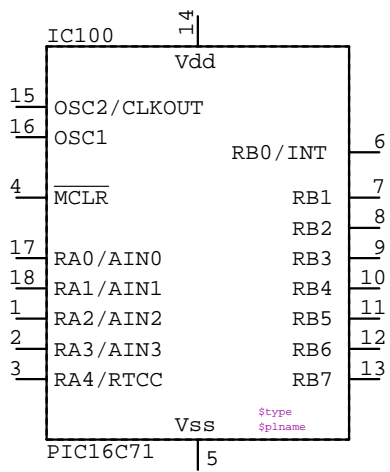 14
IC100
Vdd
15 OSC2/CLKOUT
16 OSC1
RB0/INT 6
4 MCLR RB1 7
RB2 8
17 RA0/AIN0 RB3 9
18 RA1/AIN1 RB4 10
1 RA2/AIN2 RB5 11
2 RA3/AIN3 RB6 12
3 RA4/RTCC RB7 13
$type
Vss $plname
PIC16C71 5